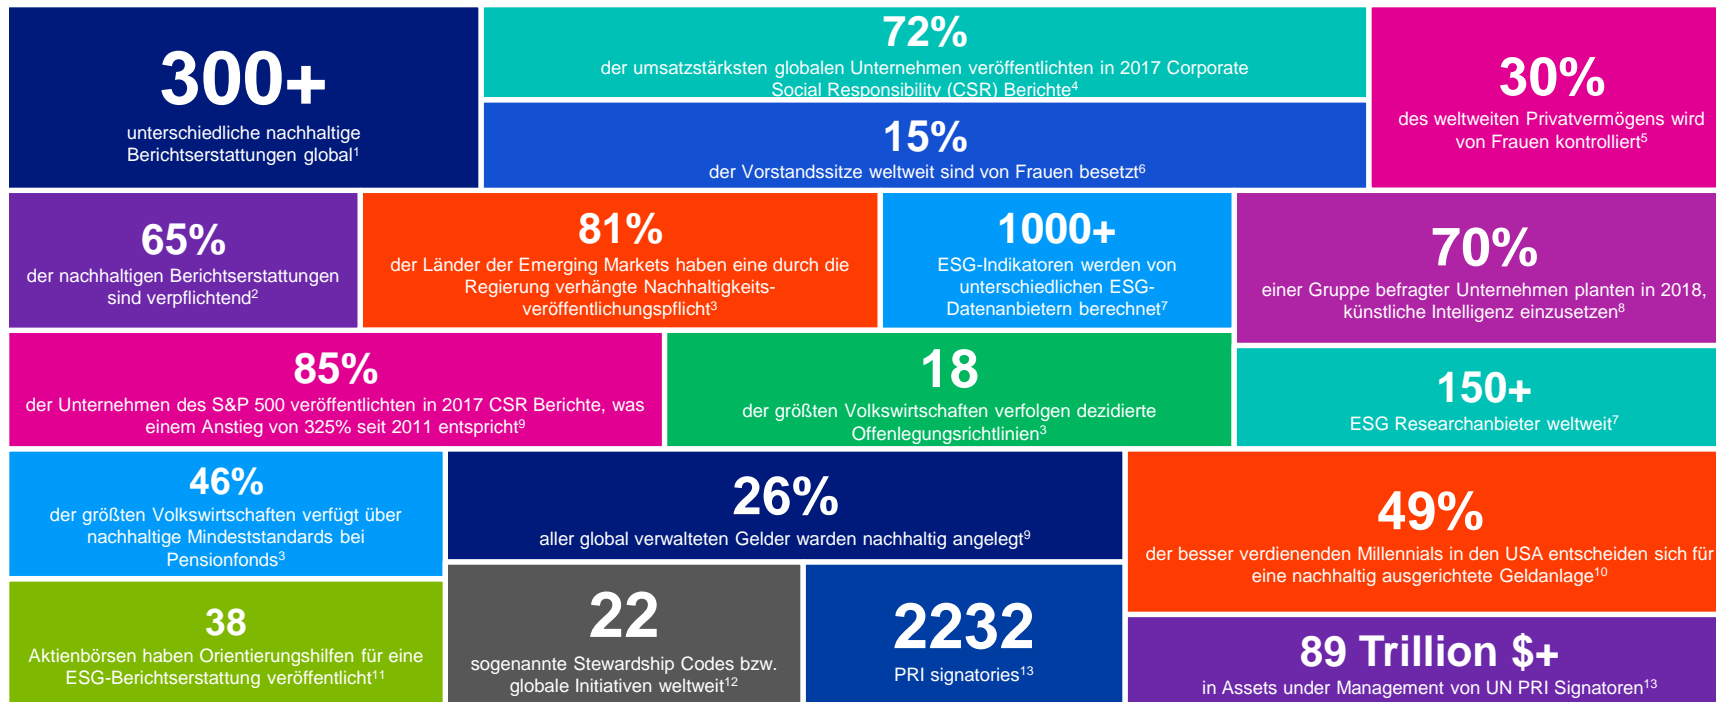 300+
unterschiedliche nachhaltige
Berichtserstattungen global¹
72%
der umsatzstärksten globalen Unternehmen veröffentlichten in 2017 Corporate
Social Responsibility (CSR) Berichte⁴
15%
der Vorstandssitze weltweit sind von Frauen besetzt⁶
30%
des weltweiten Privatvermögens wird
von Frauen kontrolliert⁵
65%
der nachhaltigen Berichtserstattungen
sind verpflichtend²
81%
der Länder der Emerging Markets haben eine durch die
Regierung verhängte Nachhaltigkeits-
veröffentlichungspflicht³
1000+
ESG-Indikatoren werden von
unterschiedlichen ESG-
Datenanbietern berechnet⁷
70%
einer Gruppe befragter Unternehmen planten in 2018,
künstliche Intelligenz einzusetzen⁸
85%
der Unternehmen des S&P 500 veröffentlichten in 2017 CSR Berichte, was
einem Anstieg von 325% seit 2011 entspricht⁹
18
der größten Volkswirtschaften verfolgen dezidierte
Offenlegungsrichtlinien³
150+
ESG Researchanbieter weltweit⁷
46%
der größten Volkswirtschaften verfügt über
nachhaltige Mindeststandards bei
Pensionfonds³
26%
aller global verwalteten Gelder warden nachhaltig angelegt⁹
49%
der besser verdienenden Millennials in den USA entscheiden sich für
eine nachhaltig ausgerichtete Geldanlage¹⁰
38
Aktienbörsen haben Orientierungshilfen für eine
ESG-Berichtserstattung veröffentlicht¹¹
22
sogenannte Stewardship Codes bzw.
globale Initiativen weltweit¹²
2232
PRI signatories¹³
89 Trillion $+
in Assets under Management von UN PRI Signatoren¹³